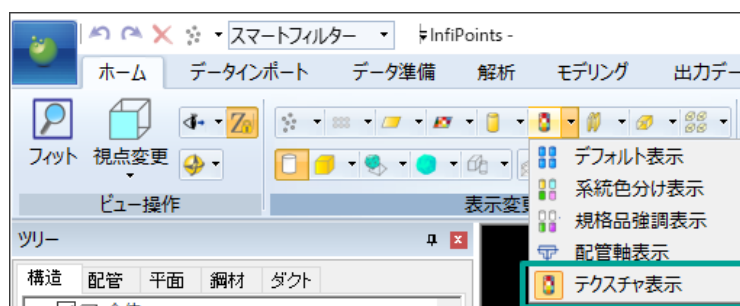 スマートフィルター InfiPoints -
ホーム データインポート データ準備 解析 モデリング 出力デー
フィット 視点変更
ビュー操作 表示変更
デフォルト表示
系統色分け表示
規格品強調表示
配管軸表示
テクスチャ表示
ツリー
構造 配管 平面 鋼材 ダクト